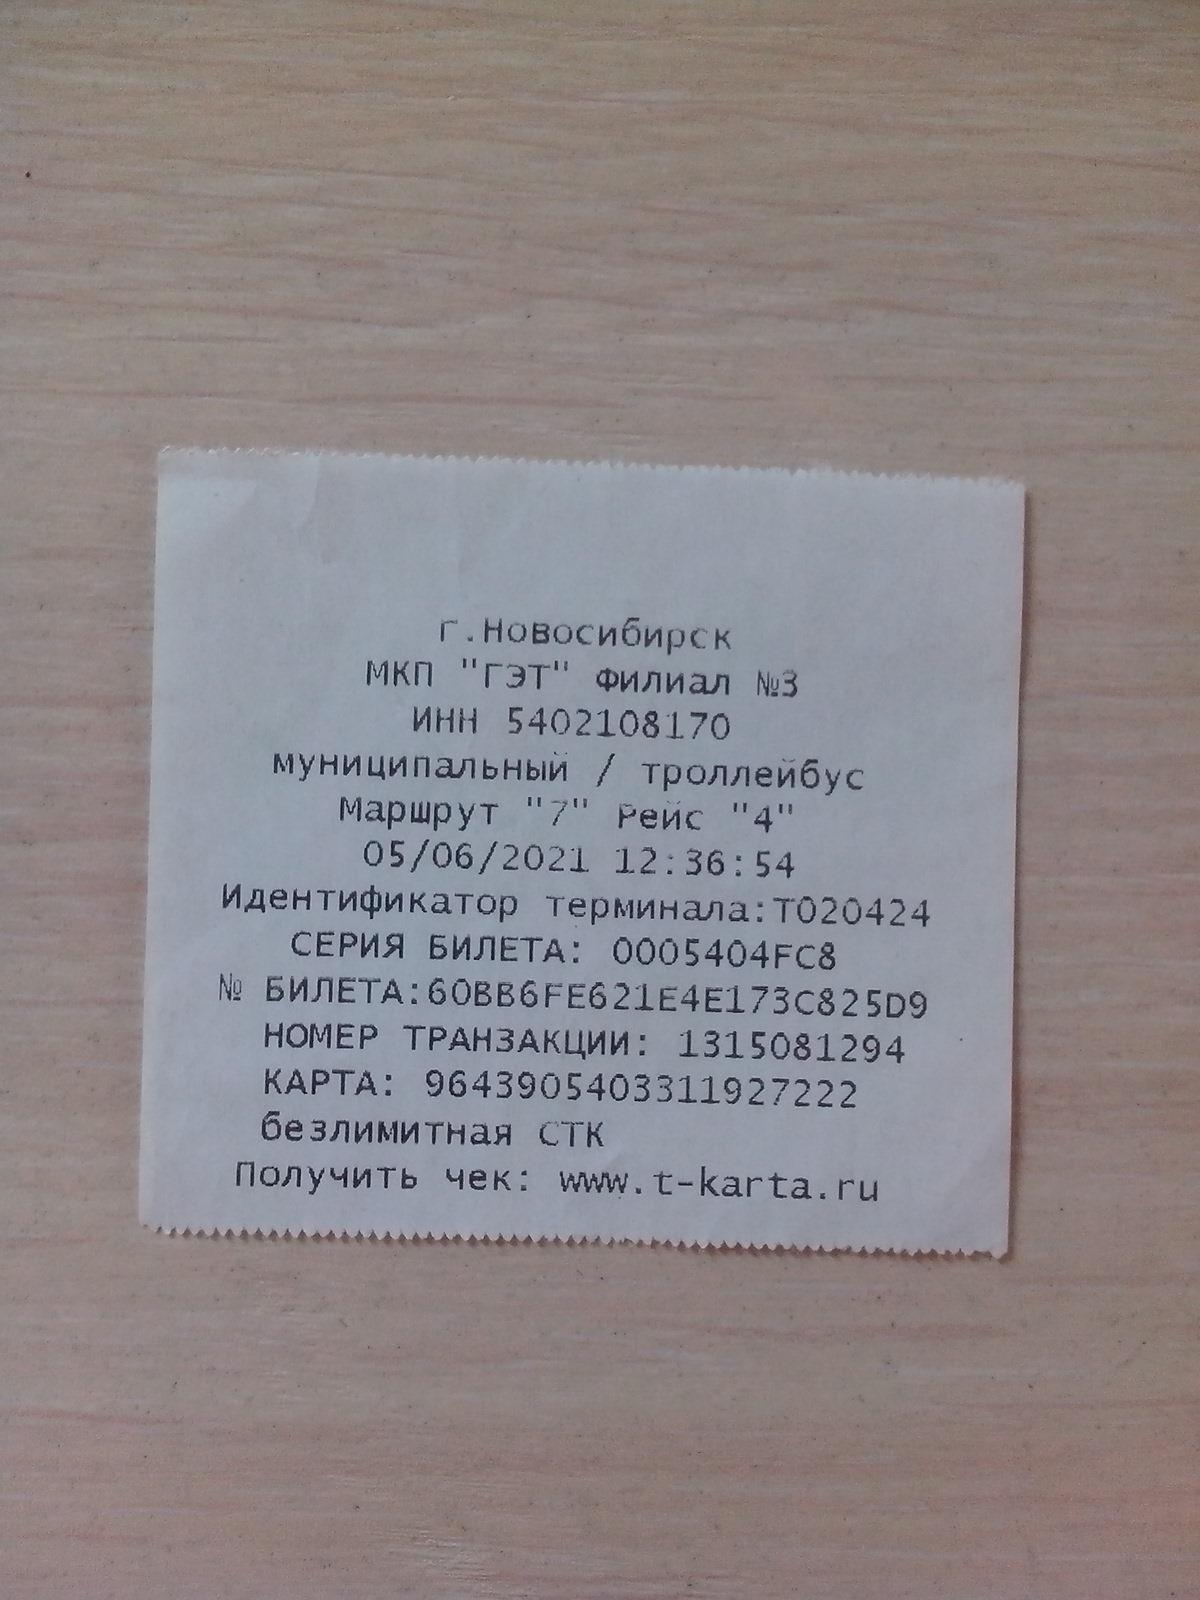 г.Новосибирск
МКП "ГЭТ" Филиал №3
ИНН 5402108170
муниципальный / троллейбус
Маршрут "7" Рейс "4"
05/06/2021 12:36:54
Идентификатор терминала:T020424
СЕРИЯ БИЛЕТА: 0005404FC8
№ БИЛЕТА:60BB6FE621E4E173C825D9
НОМЕР ТРАНЗАКЦИИ: 1315081294
КАРТА: 9643905403311927222
безлимитная СТК
Получить чек: www.t-karta.ru